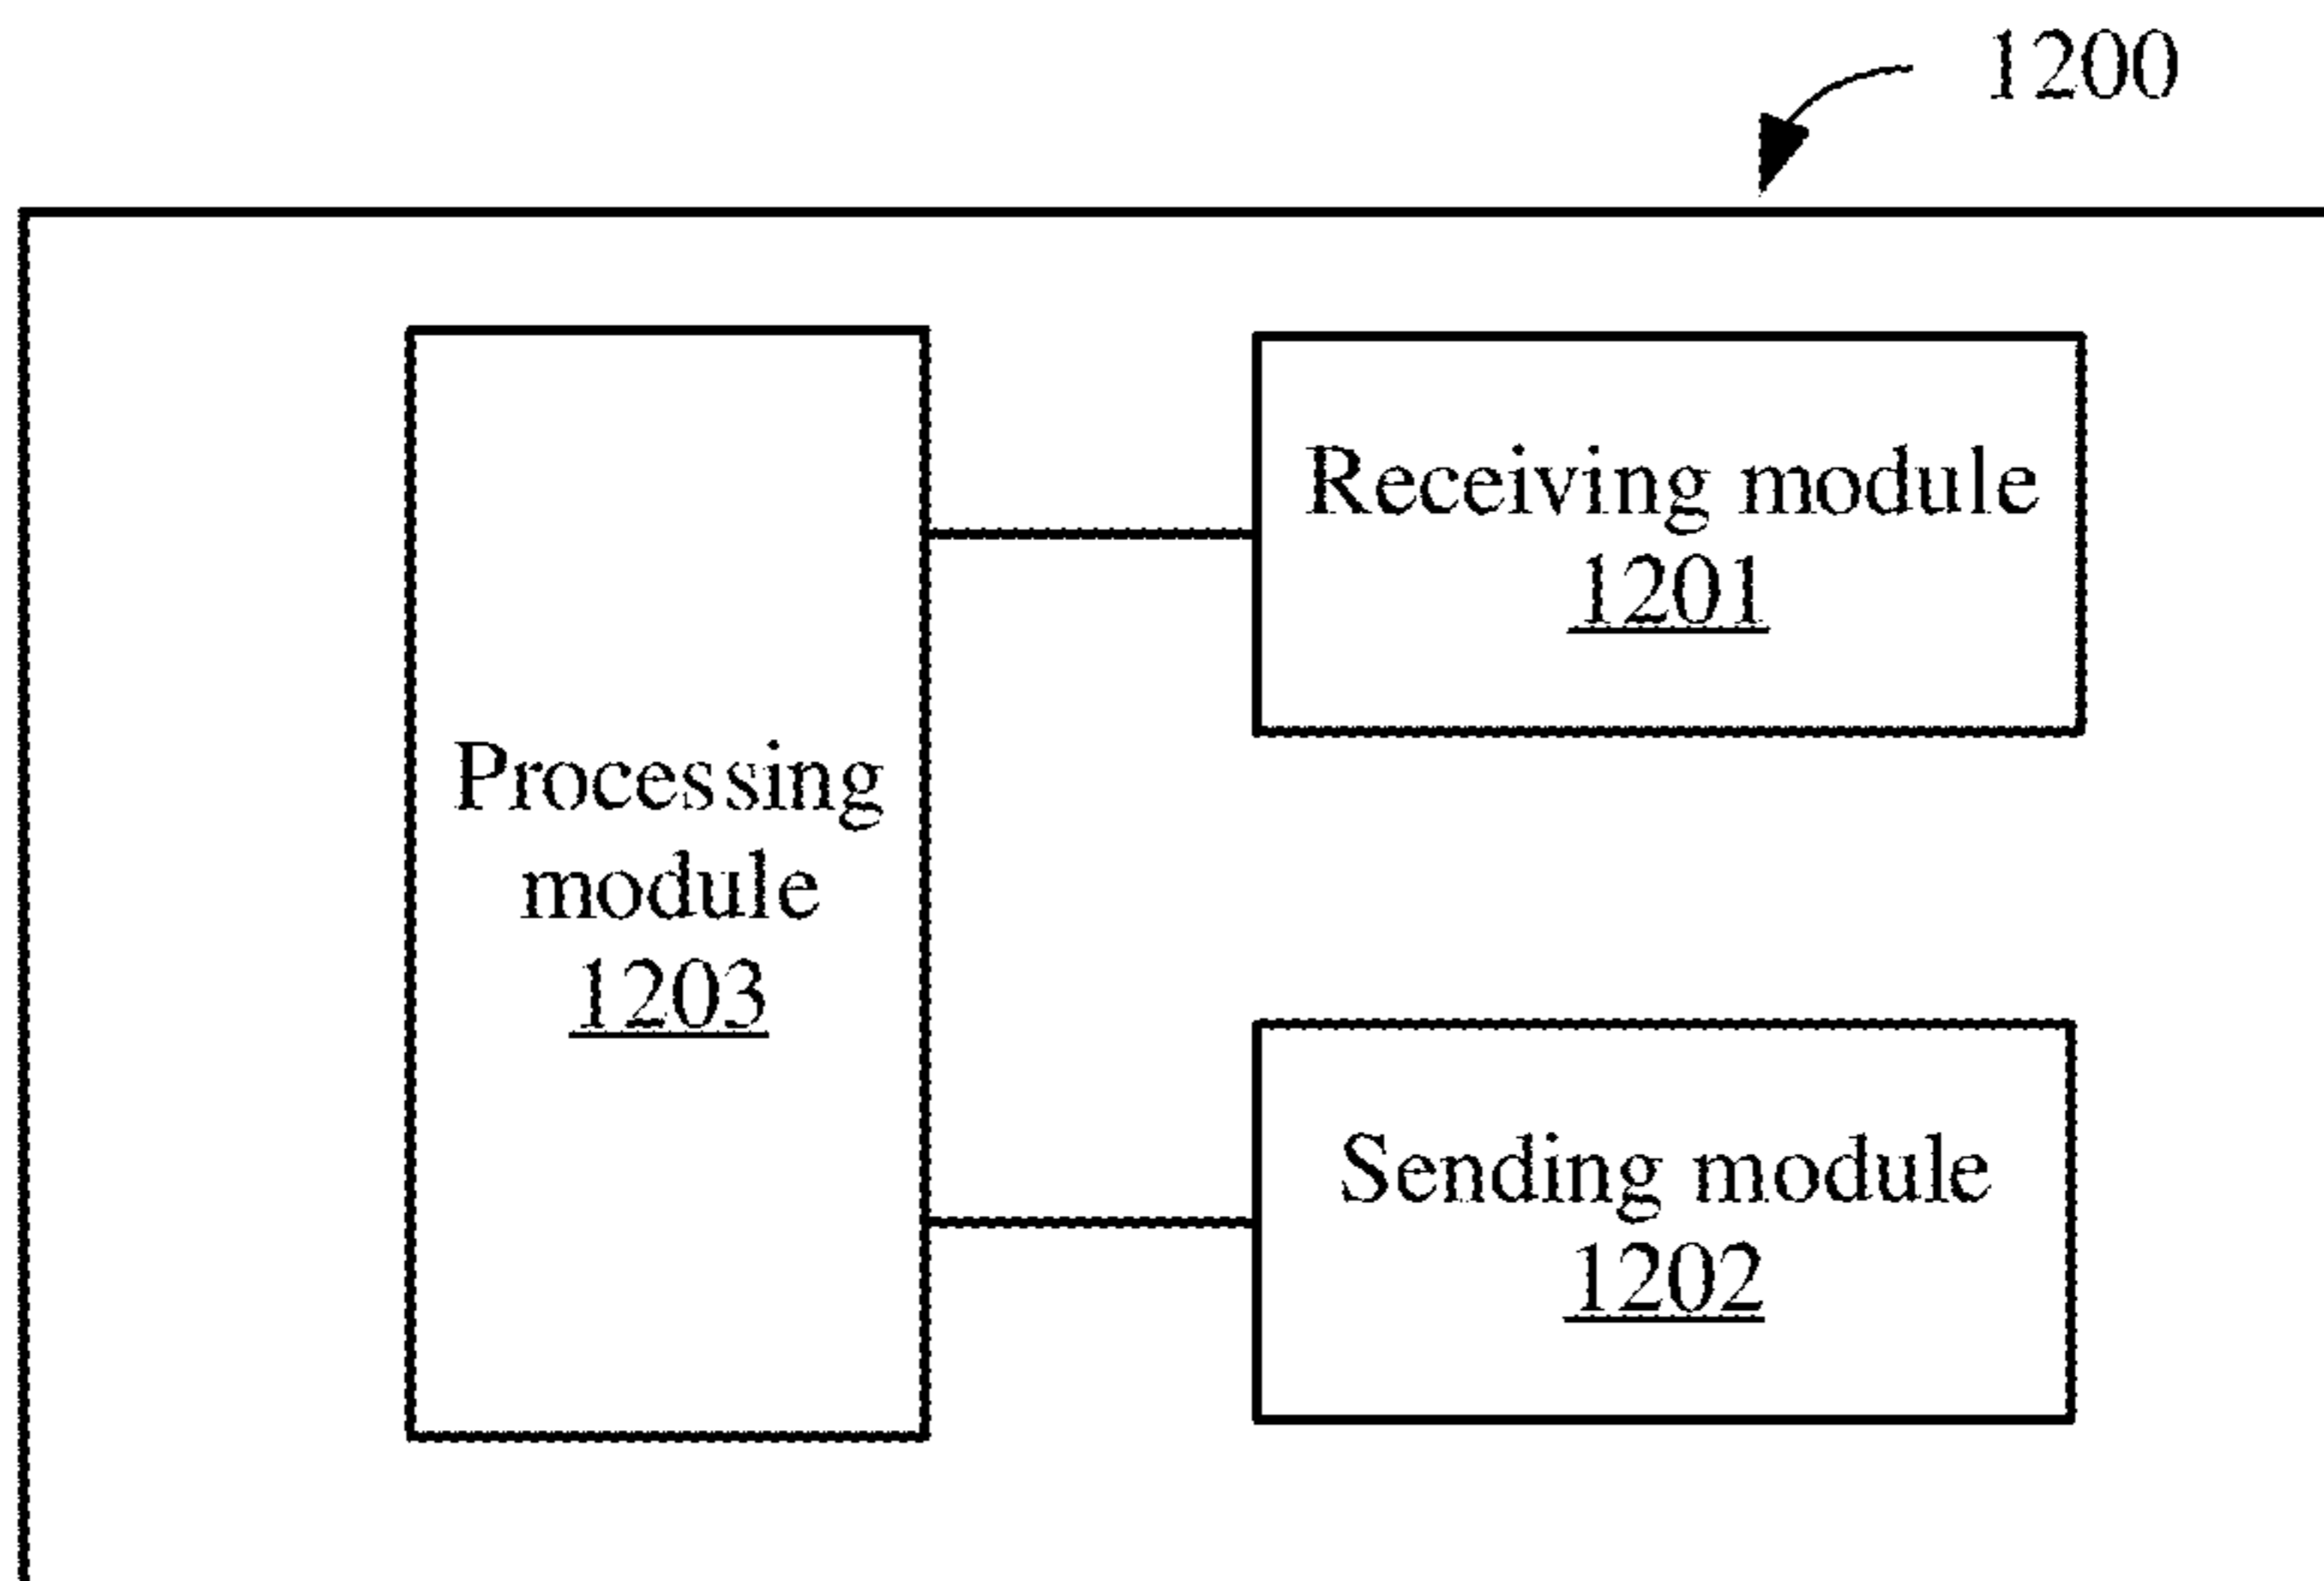 1200
Processing
module
1203
Receiving module
1201
Sending module
1202